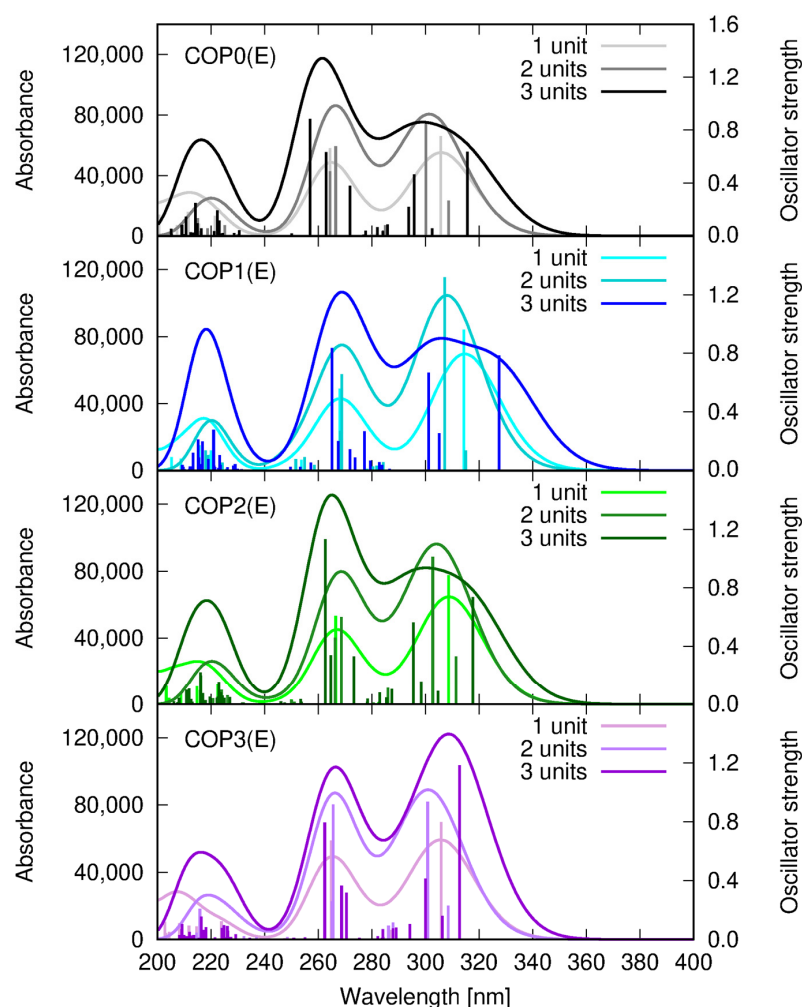 COP0(E)
1 unit
2 units
3 units
Absorbance
120,000
80,000
40,000
0
1.6
1.2
0.8
0.4
0.0
Oscillator strength
COP1(E)
1 unit
2 units
3 units
Absorbance
120,000
80,000
40,000
0
1.2
0.8
0.4
0.0
Oscillator strength
COP2(E)
1 unit
2 units
3 units
Absorbance
120,000
80,000
40,000
0
1.2
0.8
0.4
0.0
Oscillator strength
COP3(E)
1 unit
2 units
3 units
Absorbance
120,000
80,000
40,000
0
1.2
0.8
0.4
0.0
Oscillator strength
200 220 240 260 280 300 320 340 360 380 400
Wavelength [nm]